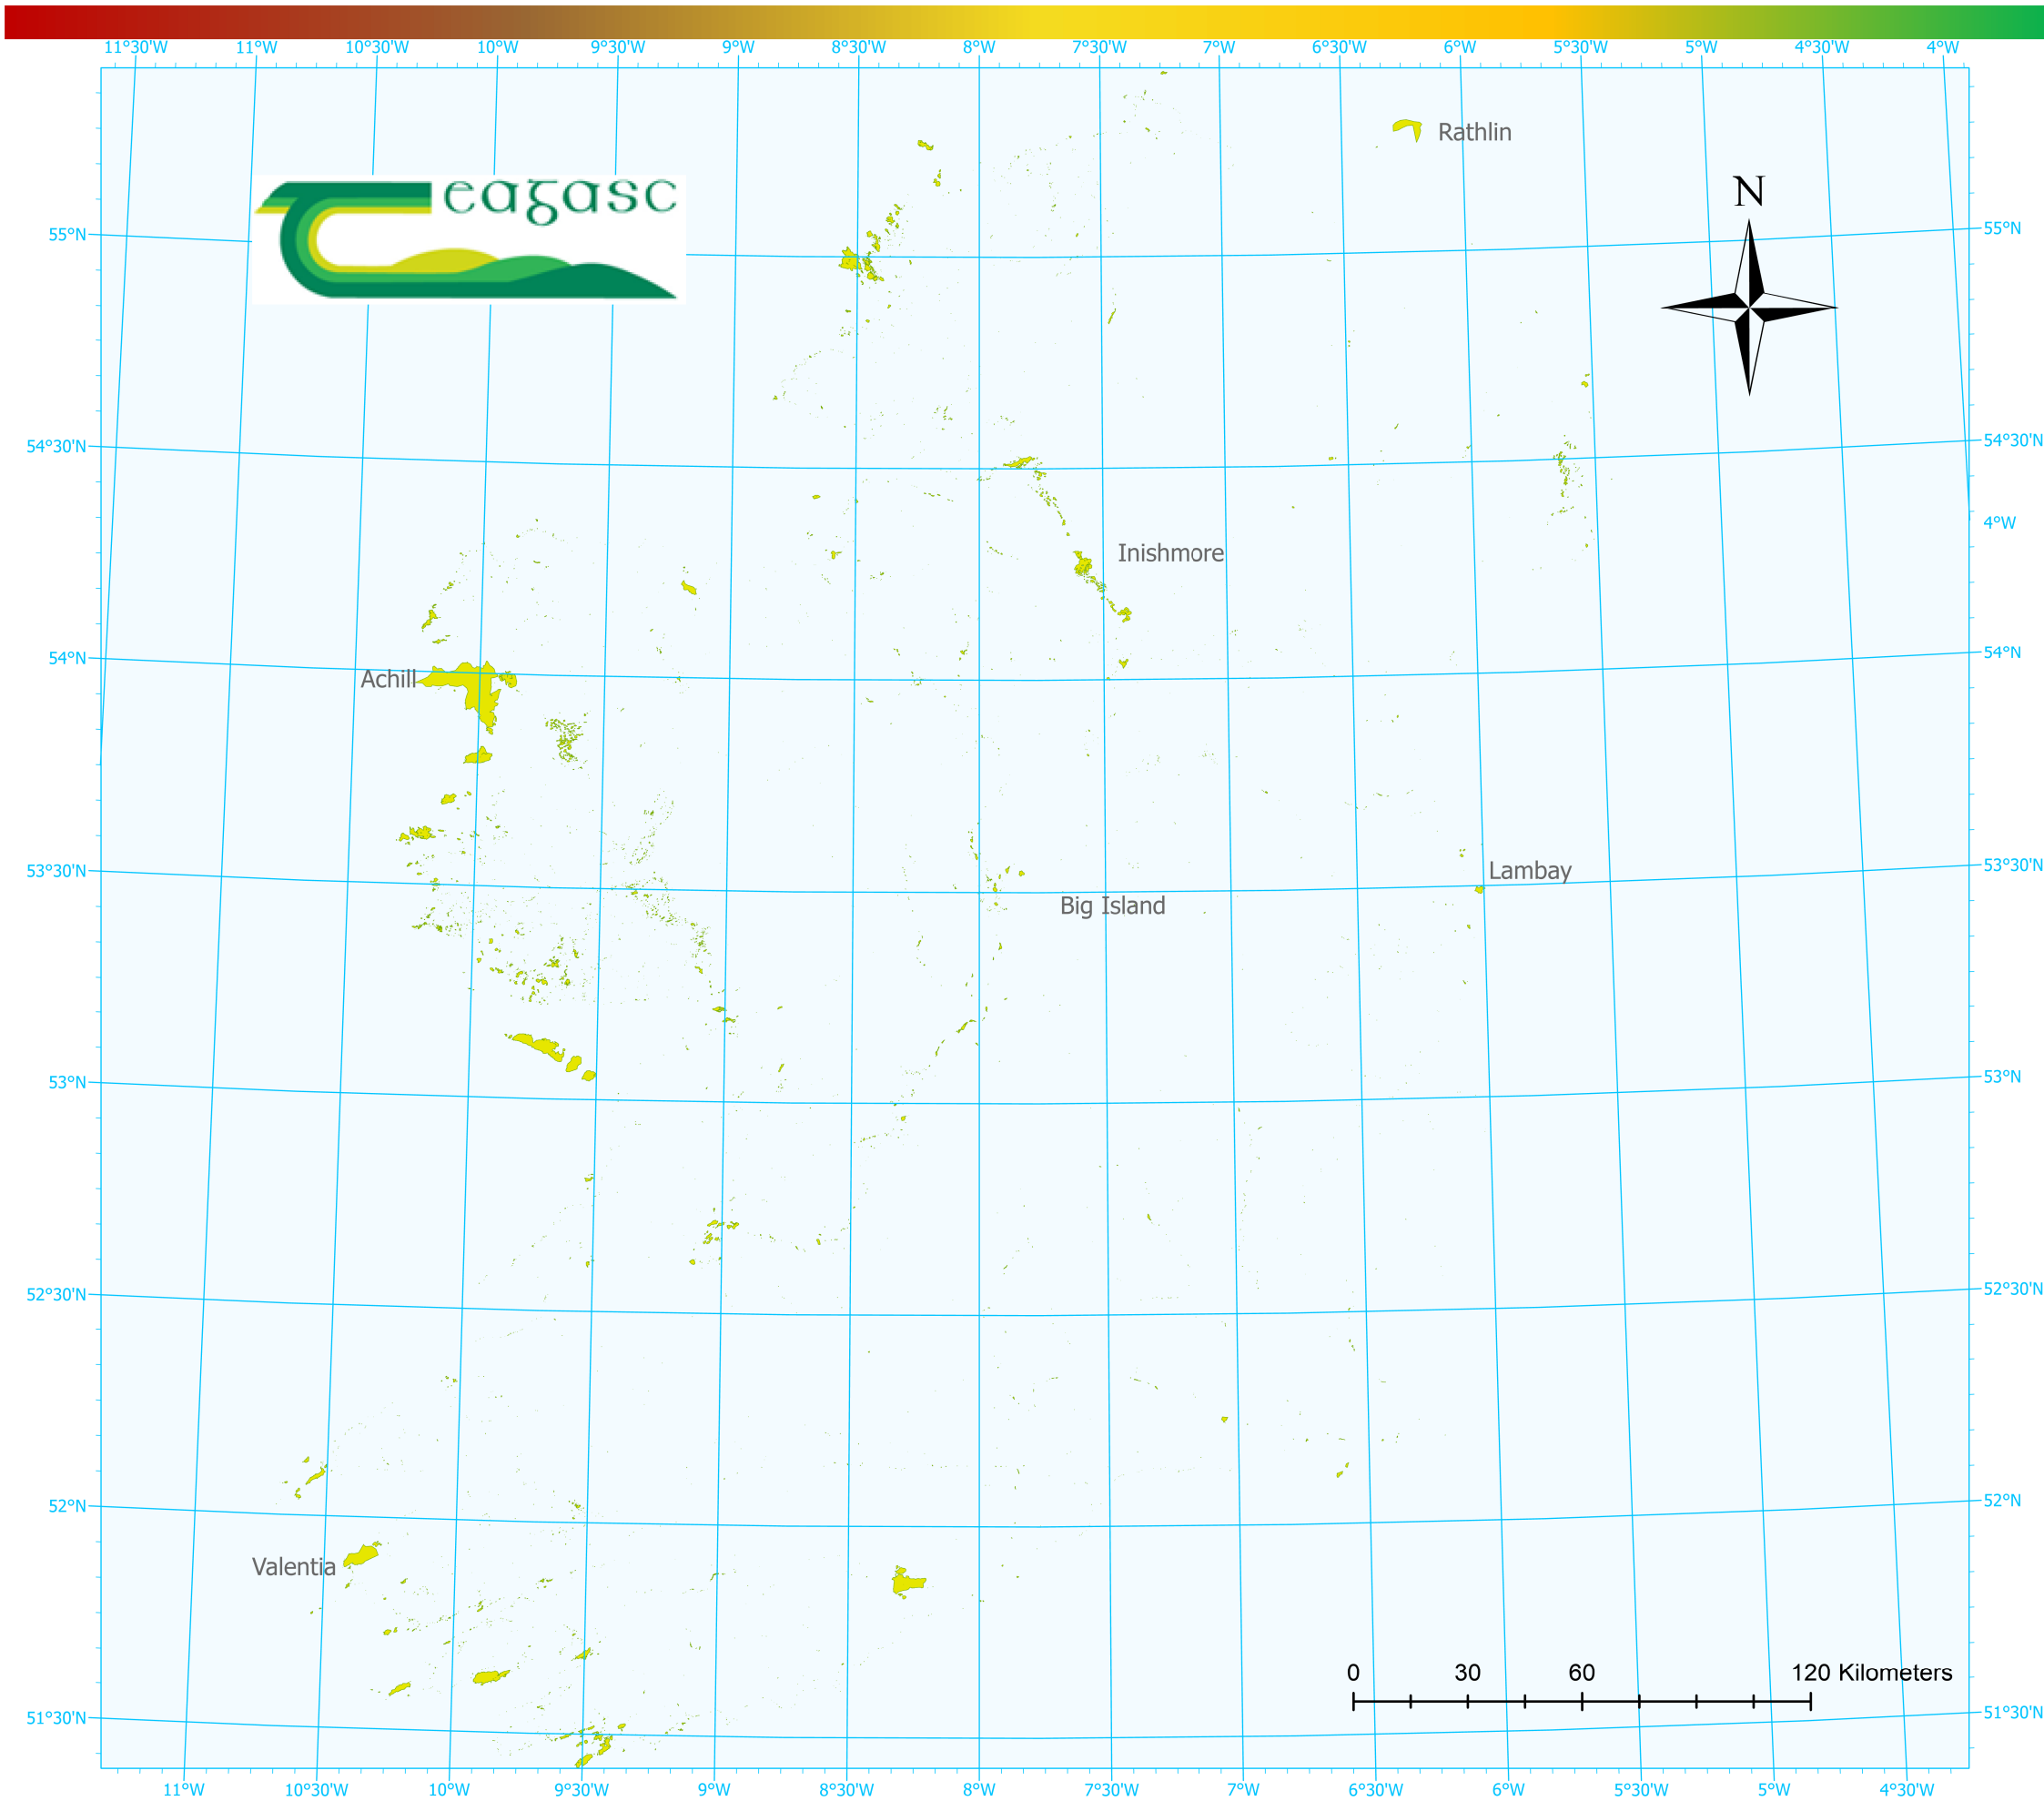 11°30'W 11°W 10°30'W 10°W 9°30'W 9°W 8°30'W 8°W 7°30'W 7°W 6°30'W 6°W 5°30'W 5°W 4°30'W 4°W
Rathlin
eagasc
N
55°N 55°N
54°30'N 54°30'N
4°W
Inishmore
54°N 54°N
Achill
53°30'N 53°30'N
Lambay
Big Island
53°N 53°N
52°30'N 52°30'N
52°N 52°N
Valentia
0 30 60 120 Kilometers
51°30'N 51°30'N
11°W 10°30'W 10°W 9°30'W 9°W 8°30'W 8°W 7°30'W 7°W 6°30'W 6°W 5°30'W 5°W 4°30'W